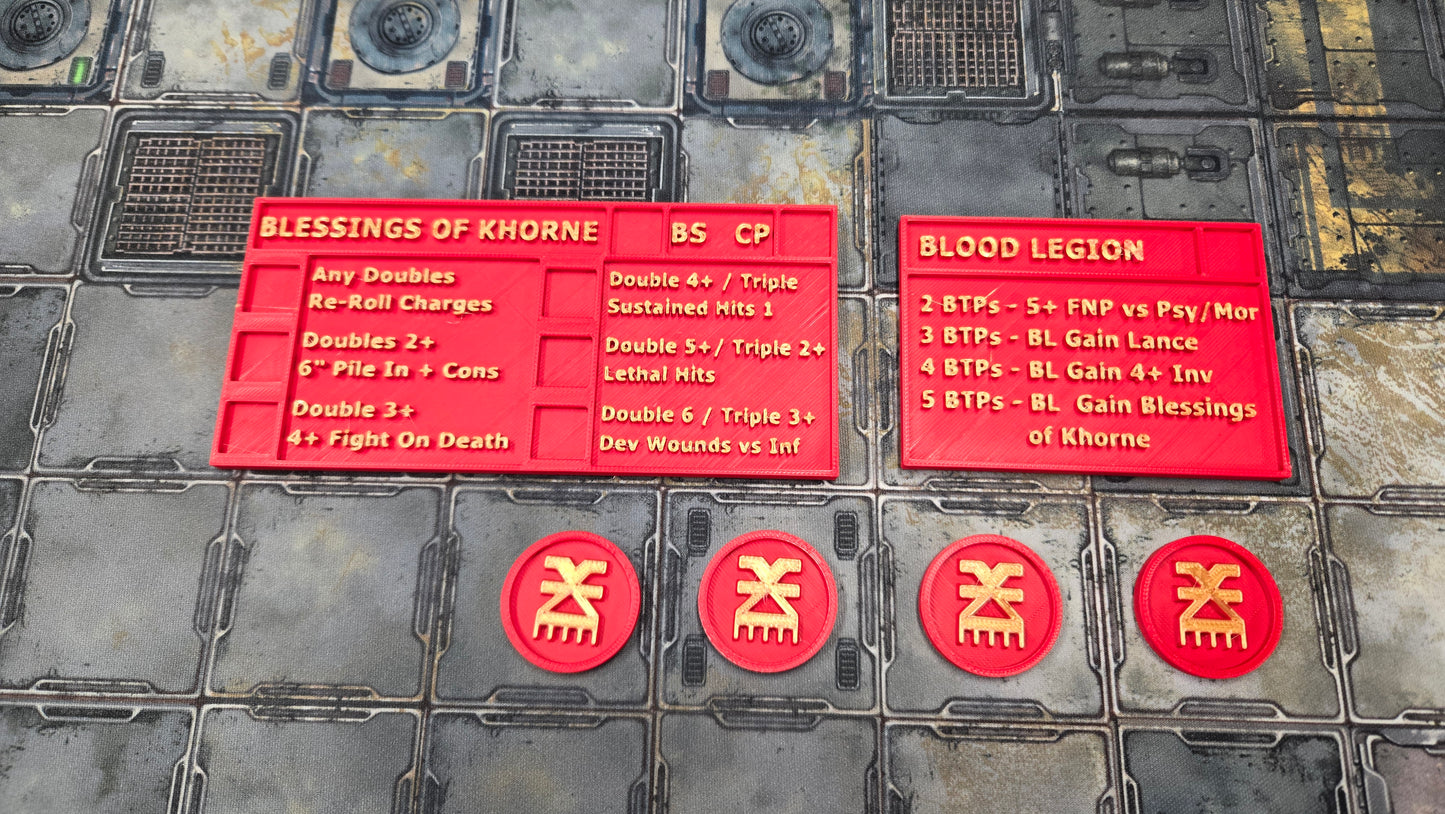 BLESSINGS OF KHORNE BS CP
Any Doubles
Re-Roll Charges
Doubles 2+
6" Pile In + Cons
Double 3+
4+ Fight On Death
Double 4+ / Triple
Sustained Hits 1
Double 5+/ Triple 2+
Lethal Hits
Double 6 / Triple 3+
Dev Wounds vs Inf
BLOOD LEGION
2 BTPs - 5+ FNP vs Psy/Mor
3 BTPs - BL Gain Lance
4 BTPs - BL Gain 4+ Inv
5 BTPs - BL Gain Blessings
of Khorne